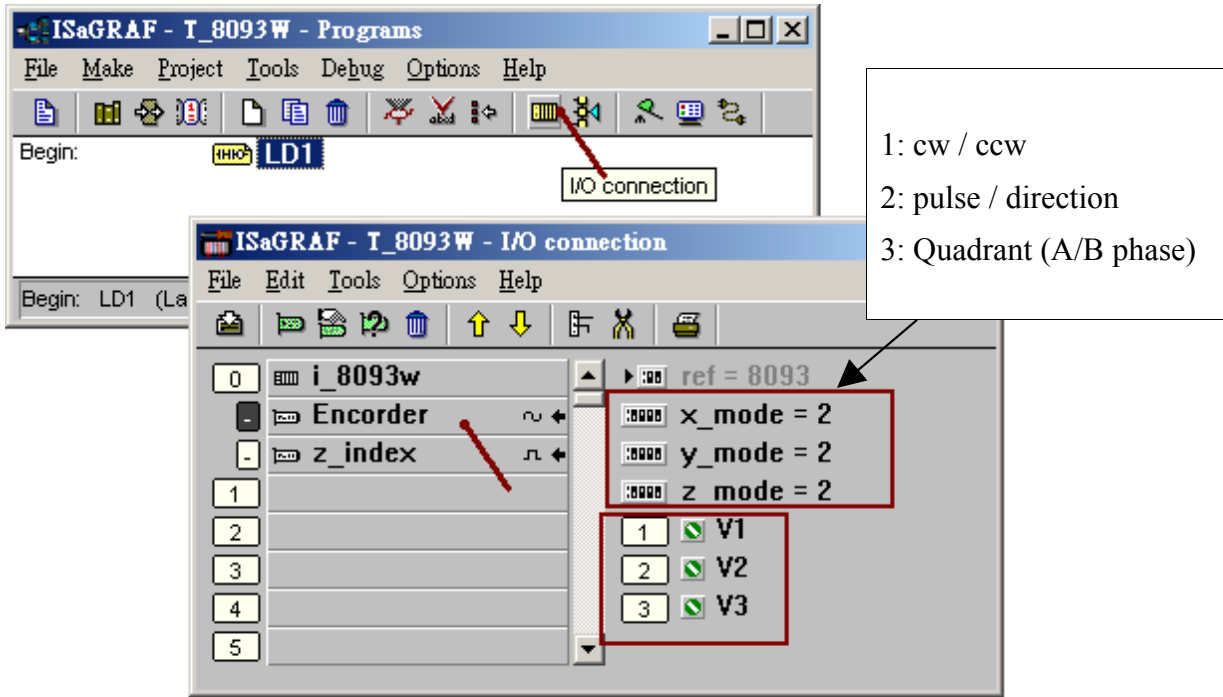 ISaGRAF - T_8093W - Programs
File Make Project Tools Debug Options Help
Begin: LD1
I/O connection
Begin: LD1 (La
1: cw / ccw
2: pulse / direction
3: Quadrant (A/B phase)
ISaGRAF - T_8093W - I/O connection
File Edit Tools Options Help
0 i_8093w
- Encorder
- z_index
1
2
3
4
5
ref = 8093
x_mode = 2
y_mode = 2
z_mode = 2
1 V1
2 V2
3 V3